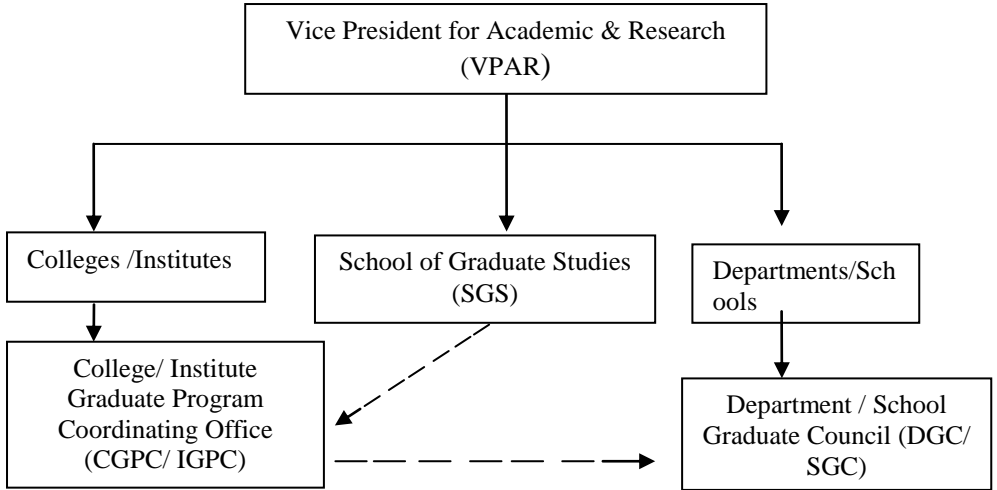 Vice President for Academic & Research
(VPAR)
Colleges /Institutes
School of Graduate Studies
(SGS)
Departments/Sch
ools
College/ Institute
Graduate Program
Coordinating Office
(CGPC/ IGPC)
Department / School
Graduate Council (DGC/
SGC)